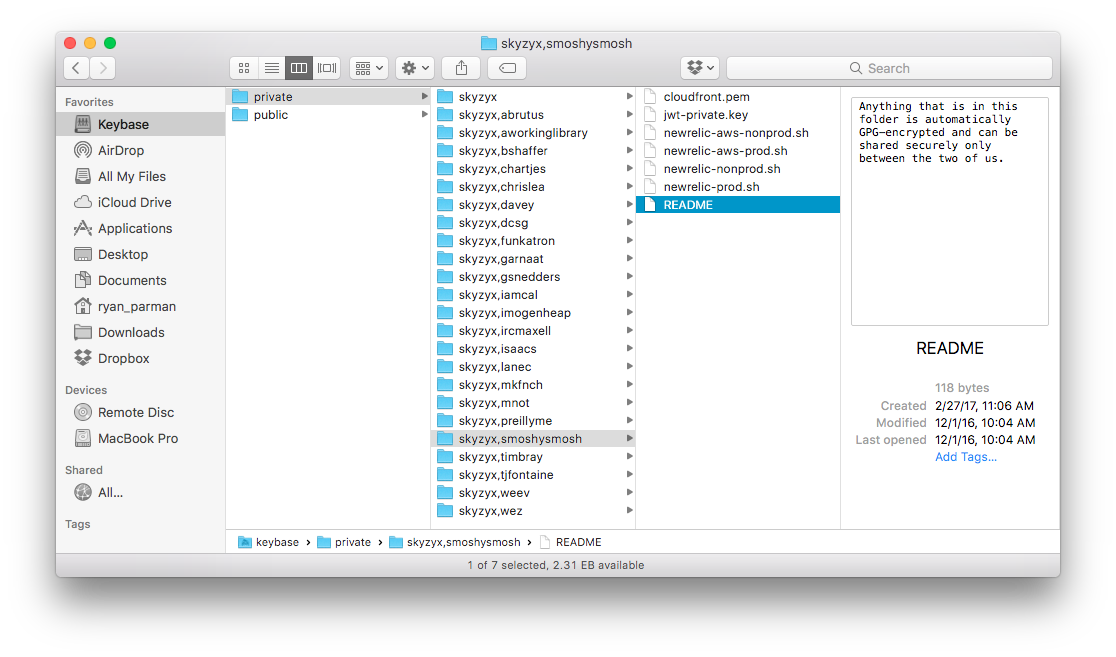 skyzyx,smoshysmosh
Search
Favorites
Keybase
AirDrop
All My Files
iCloud Drive
Applications
Desktop
Documents
ryan_parman
Downloads
Dropbox
Devices
Remote Disc
MacBook Pro
Shared
All...
Tags
private
public
skyzyx
skyzyx,abrutus
skyzyx,aworkinglibrary
skyzyx,bshaffer
skyzyx,chartjes
skyzyx,chrislea
skyzyx,davey
skyzyx,dcsg
skyzyx,funkatron
skyzyx,garnaat
skyzyx,gsnedders
skyzyx,iamcal
skyzyx,imogenheap
skyzyx,ircmaxell
skyzyx,isaacs
skyzyx,lanec
skyzyx,mkfnch
skyzyx,mnot
skyzyx,preillyme
skyzyx,smoshysmosh
skyzyx,timbray
skyzyx,tjfontaine
skyzyx,weev
skyzyx,wez
cloudfront.pem
jwt-private.key
newrelic-aws-nonprod.sh
newrelic-aws-prod.sh
newrelic-nonprod.sh
newrelic-prod.sh
README
Anything that is in this
folder is automatically
GPG-encrypted and can be
shared securely only
between the two of us.
README
118 bytes
Created 2/27/17, 11:06 AM
Modified 12/1/16, 10:04 AM
Last opened 12/1/16, 10:04 AM
Add Tags...
keybase › private › skyzyx,smoshysmosh › README
1 of 7 selected, 2.31 EB available